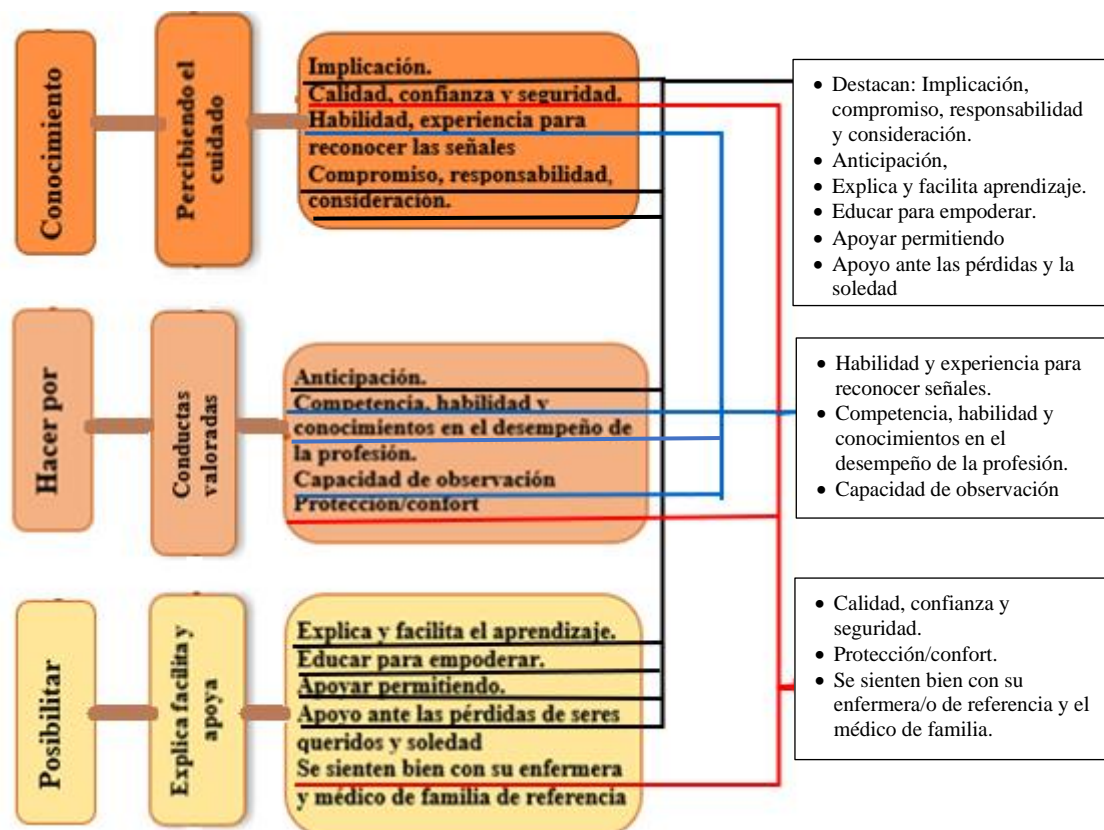 Conocimiento
Percibiendo el
cuidado
Implicación.
Calidad, confianza y seguridad.
Habilidad, experiencia para
reconocer las señales
Compromiso, responsabilidad,
consideración.
• Destacan: Implicación,
compromiso, responsabilidad
y consideración.
• Anticipación,
• Explica y facilita aprendizaje.
• Educar para empoderar.
• Apoyar permitiendo
• Apoyo ante las pérdidas y la
soledad
Hacer por
Conductas
valoradas
Anticipación.
Competencia, habilidad y
conocimientos en el desempeño de
la profesión.
Capacidad de observación
Protección/confort
• Habilidad y experiencia para
reconocer señales.
• Competencia, habilidad y
conocimientos en el
desempeño de la profesión.
• Capacidad de observación
Posibilitar
Explica facilita y
apoya
Explica y facilita el aprendizaje.
Educar para empoderar.
Apoyar permitiendo.
Apoyo ante las pérdidas de seres
queridos y soledad
Se sienten bien con su enfermera
y médico de familia de referencia
• Calidad, confianza y
seguridad.
• Protección/confort.
• Se sienten bien con su
enfermera/o de referencia y el
médico de familia.